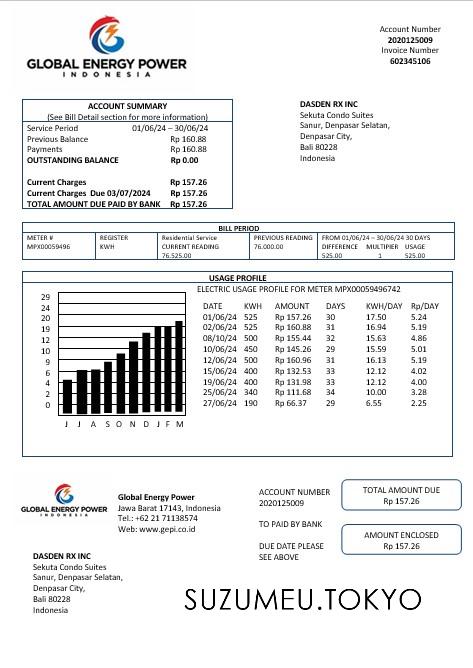 GLOBAL ENERGY POWER
INDONESIA
Account Number
2020125009
Invoice Number
602345106
ACCOUNT SUMMARY
(See Bill Detail section for more information)
Service Period 01/06/24 – 30/06/24
Previous Balance Rp 160.88
Payments Rp 160.88
OUTSTANDING BALANCE Rp 0.00
Current Charges Rp 157.26
Current Charges Due 03/07/2024 Rp 157.26
TOTAL AMOUNT DUE PAID BY BANK Rp 157.26
DASDEN RX INC
Sekuta Condo Suites
Sanur, Denpasar Selatan,
Denpasar City,
Bali 80228
Indonesia
BILL PERIOD
METER # REGISTER Residential Service PREVIOUS READING FROM 01/06/24 – 30/06/24 30 DAYS
MPX00059496 KWH CURRENT READING 76.000.00 DIFFERENCE MULTIPLIER USAGE
76.525.00 525.00 1 525.00
USAGE PROFILE
ELECTRIC USAGE PROFILE FOR METER MPX00059496742
29
24
20
19
16
13
12
6
4
2
0
J J A S O N D J F M
DATE KWH AMOUNT DAYS KWH/DAY Rp/DAY
01/06/24 525 Rp 157.26 30 17.50 5.24
02/06/24 525 Rp 160.88 31 16.94 5.19
08/10/24 500 Rp 155.44 32 15.63 4.86
10/06/24 450 Rp 145.26 29 15.59 5.01
12/06/24 500 Rp 160.96 31 16.13 5.19
15/06/24 400 Rp 132.53 33 12.12 4.02
19/06/24 400 Rp 131.98 33 12.12 4.00
25/06/24 340 Rp 111.68 34 10.00 3.28
27/06/24 190 Rp 66.37 29 6.55 2.25
GLOBAL ENERGY POWER
INDONESIA
Global Energy Power
Jawa Barat 17143, Indonesia
Tel.: +62 21 71138574
Web: www.gepi.co.id
ACCOUNT NUMBER
2020125009
TO PAID BY BANK
DUE DATE PLEASE
SEE ABOVE
TOTAL AMOUNT DUE
Rp 157.26
AMOUNT ENCLOSED
Rp 157.26
DASDEN RX INC
Sekuta Condo Suites
Sanur, Denpasar Selatan,
Denpasar City,
Bali 80228
Indonesia
SUZUMEU.TOKYO